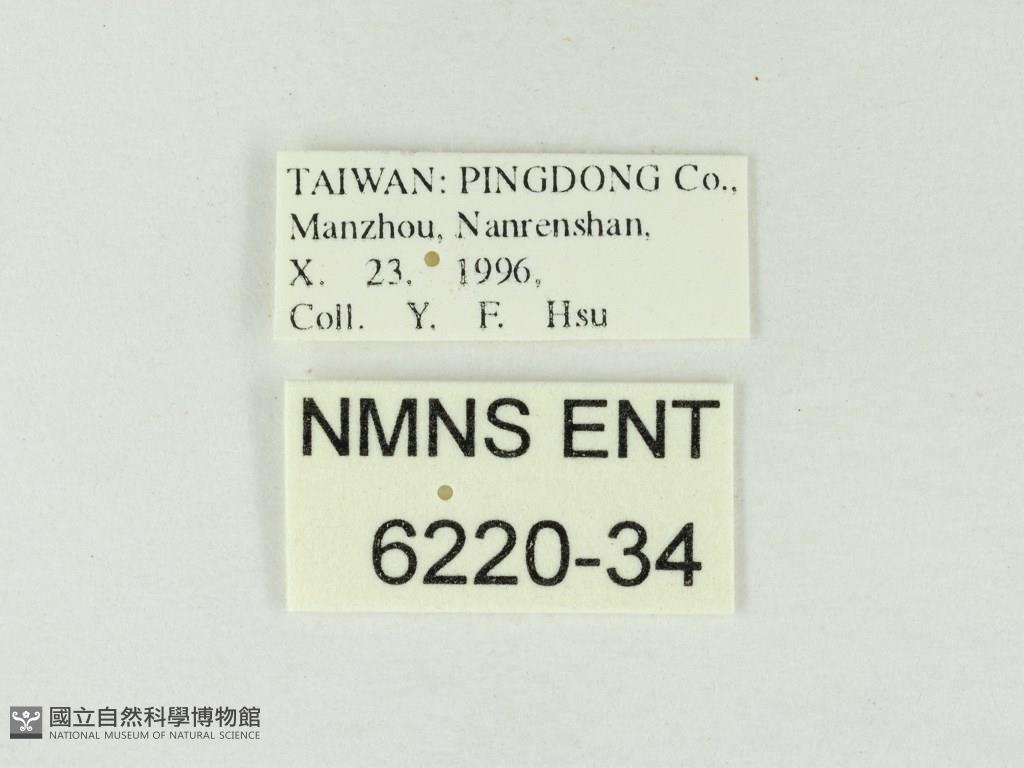 TAIWAN: PINGDONG Co.,
Manzhou, Nanrenshan,
X. 23. 1996,
Coll. Y. F. Hsu
NMNS ENT
6220-34
國立自然科學博物館
NATIONAL MUSEUM OF NATURAL SCIENCE